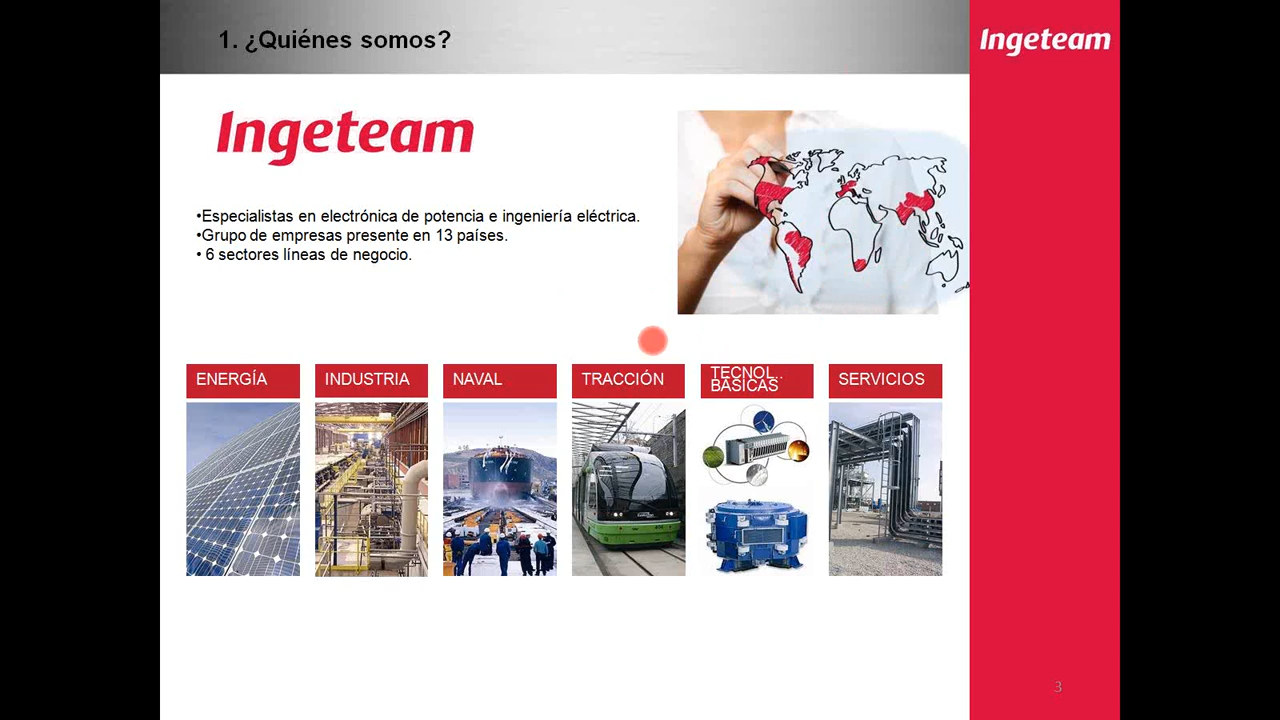 1. ¿Quiénes somos?
Ingeteam
Ingeteam
•Especialistas en electrónica de potencia e ingeniería eléctrica.
•Grupo de empresas presente en 13 países.
• 6 sectores líneas de negocio.
ENERGÍA
INDUSTRIA
NAVAL
TRACCIÓN
TECNOL..
BÁSICAS
SERVICIOS
3